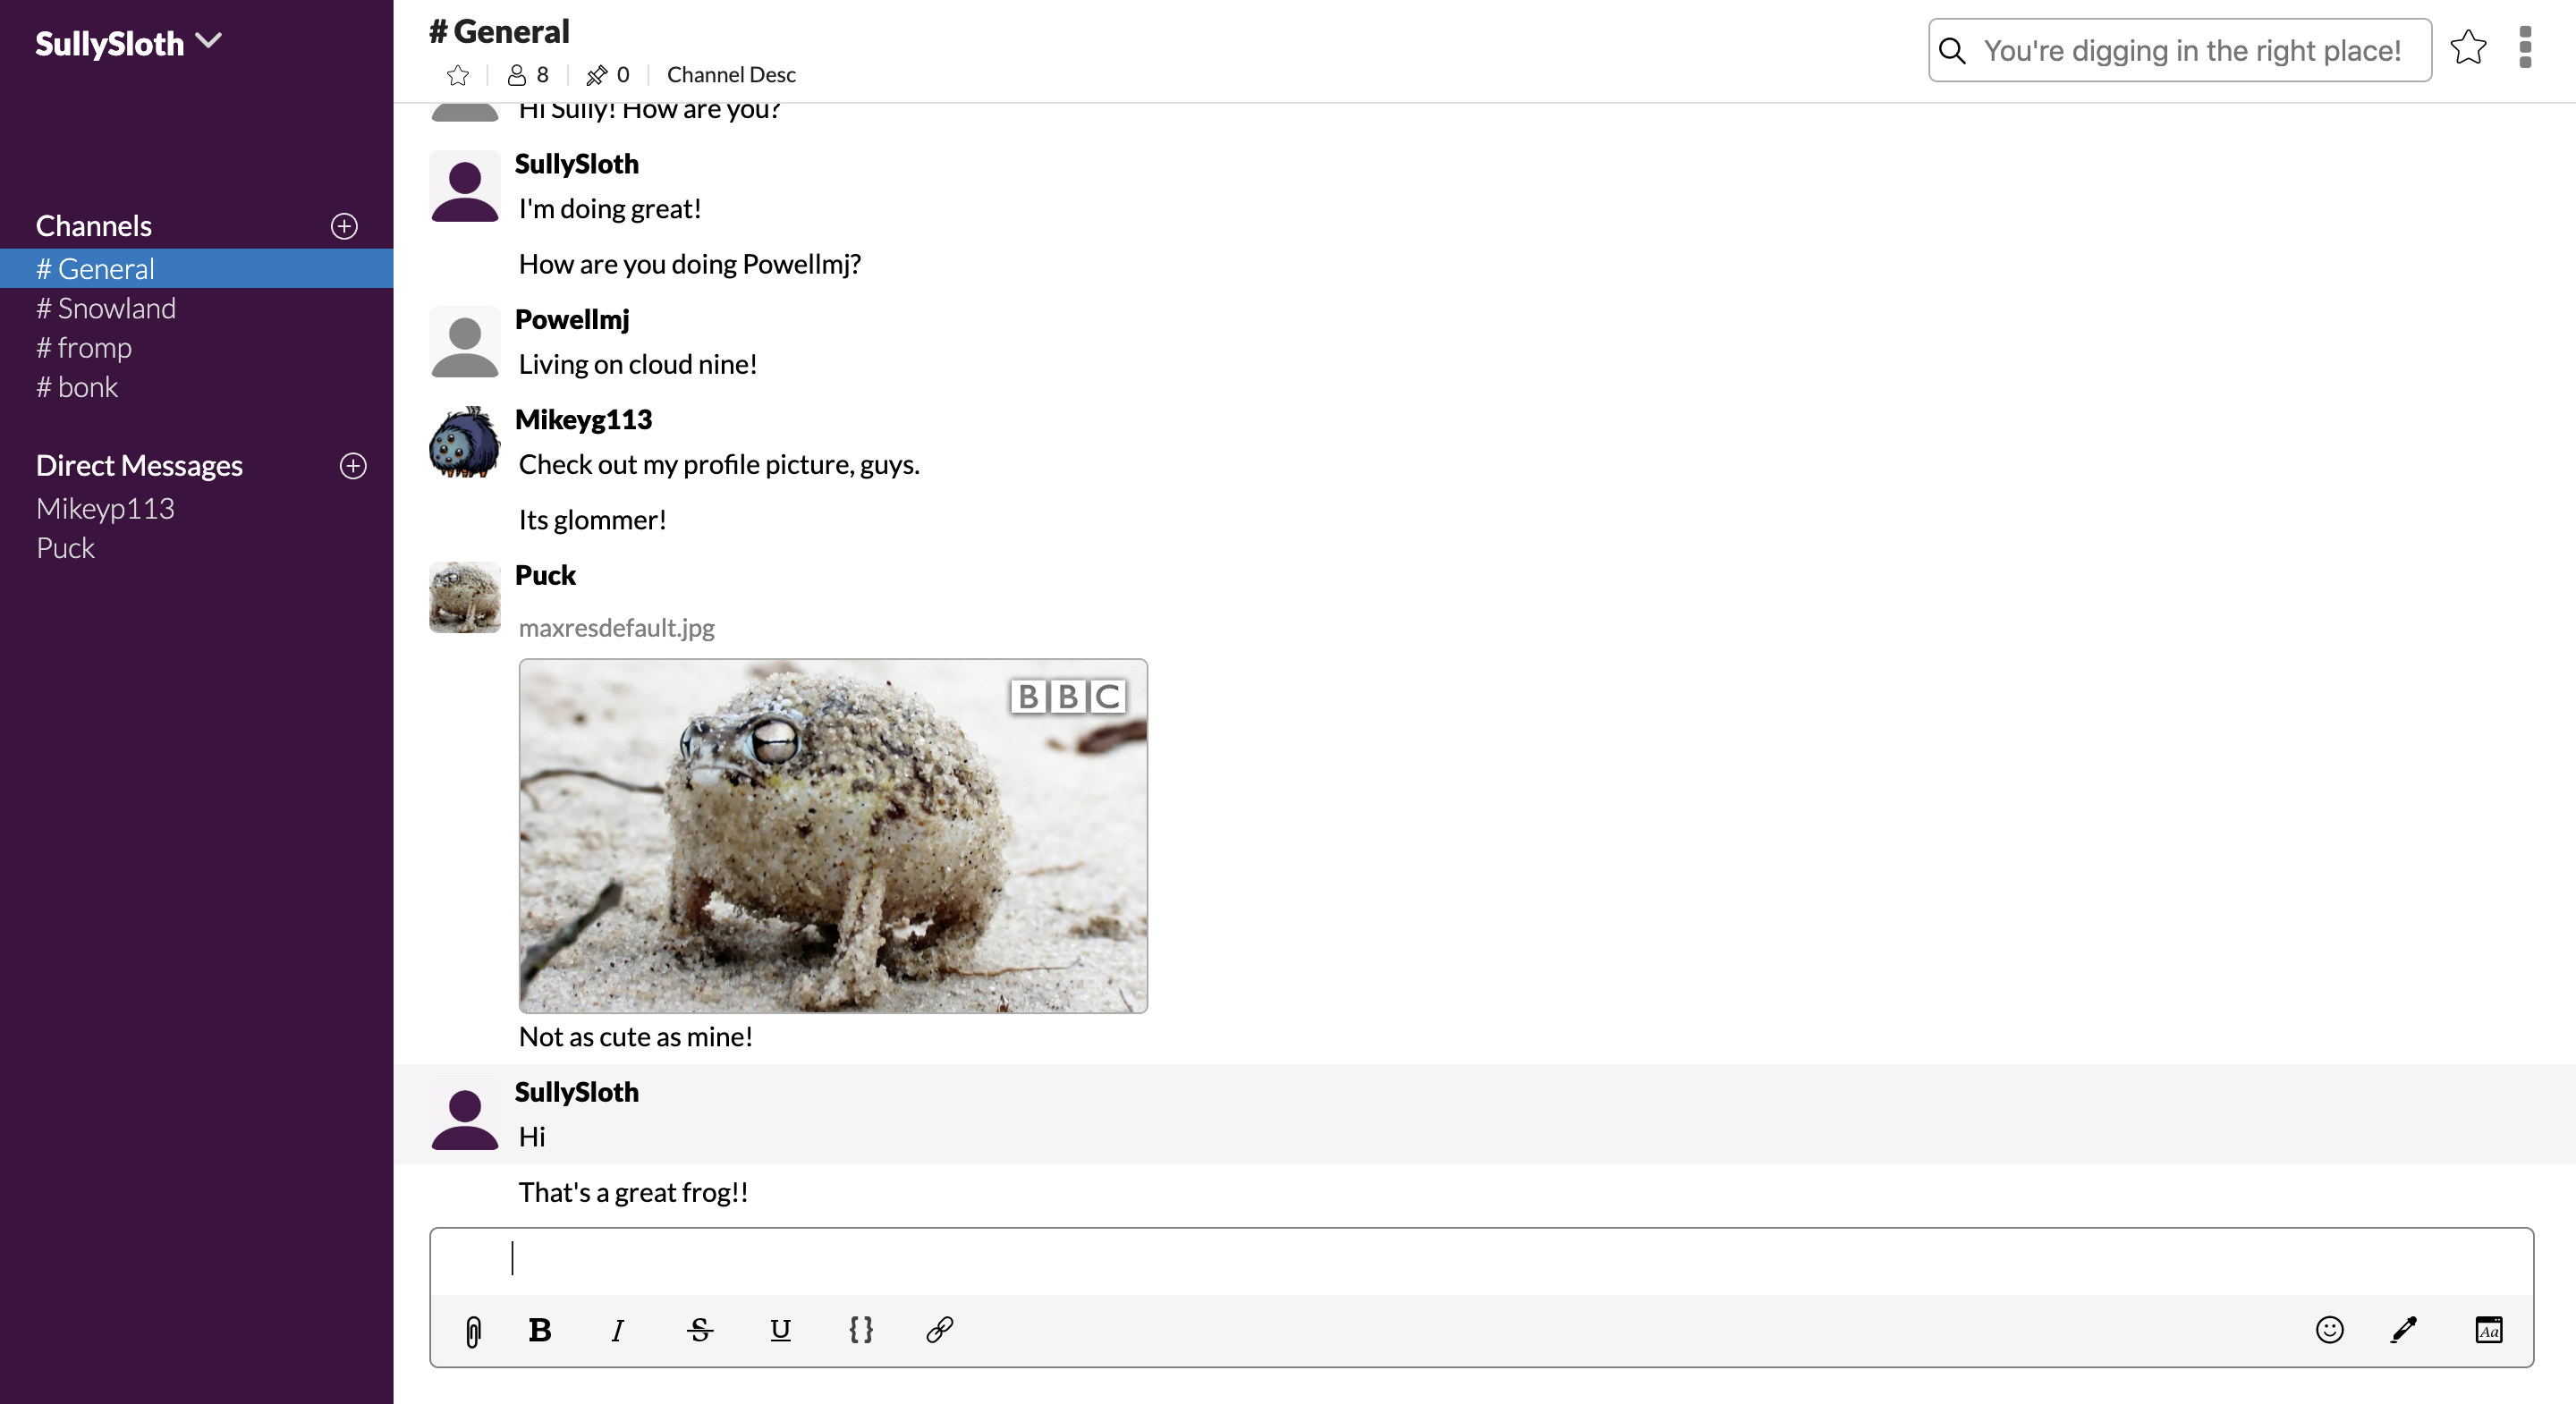 SullySloth
Channels
# General
# Snowland
# fromp
# bonk
Direct Messages
Mikeyp113
Puck
# General
8
0
Channel Desc
You're digging in the right place!
Hi Sully! How are you?
SullySloth
I'm doing great!
How are you doing Powellmj?
Powellmj
Living on cloud nine!
Mikeyg113
Check out my profile picture, guys.
Its glommer!
Puck
maxresdefault.jpg
BBC
Not as cute as mine!
SullySloth
Hi
That's a great frog!!
B I S U {} Aa